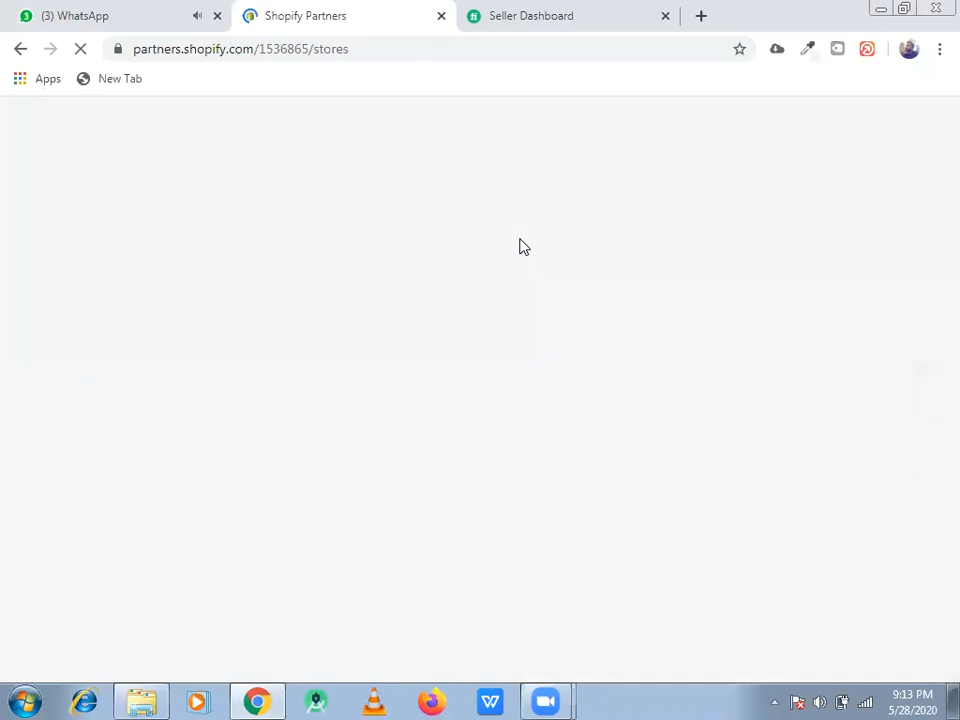 (3) WhatsApp
Shopify Partners
fi Seller Dashboard
partners.shopify.com/1536865/stores
Apps
New Tab
9:13 PM
5/28/2020